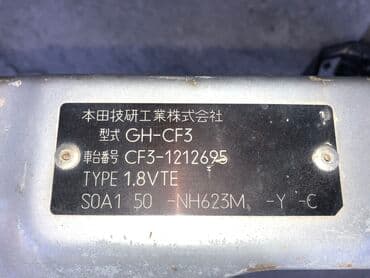 本田技研工業株式会社
型式 GH-CF3
車台番号 CF3-1212695
TYPE 1.8VTE
S0A1 50 -NH623M -Y -C